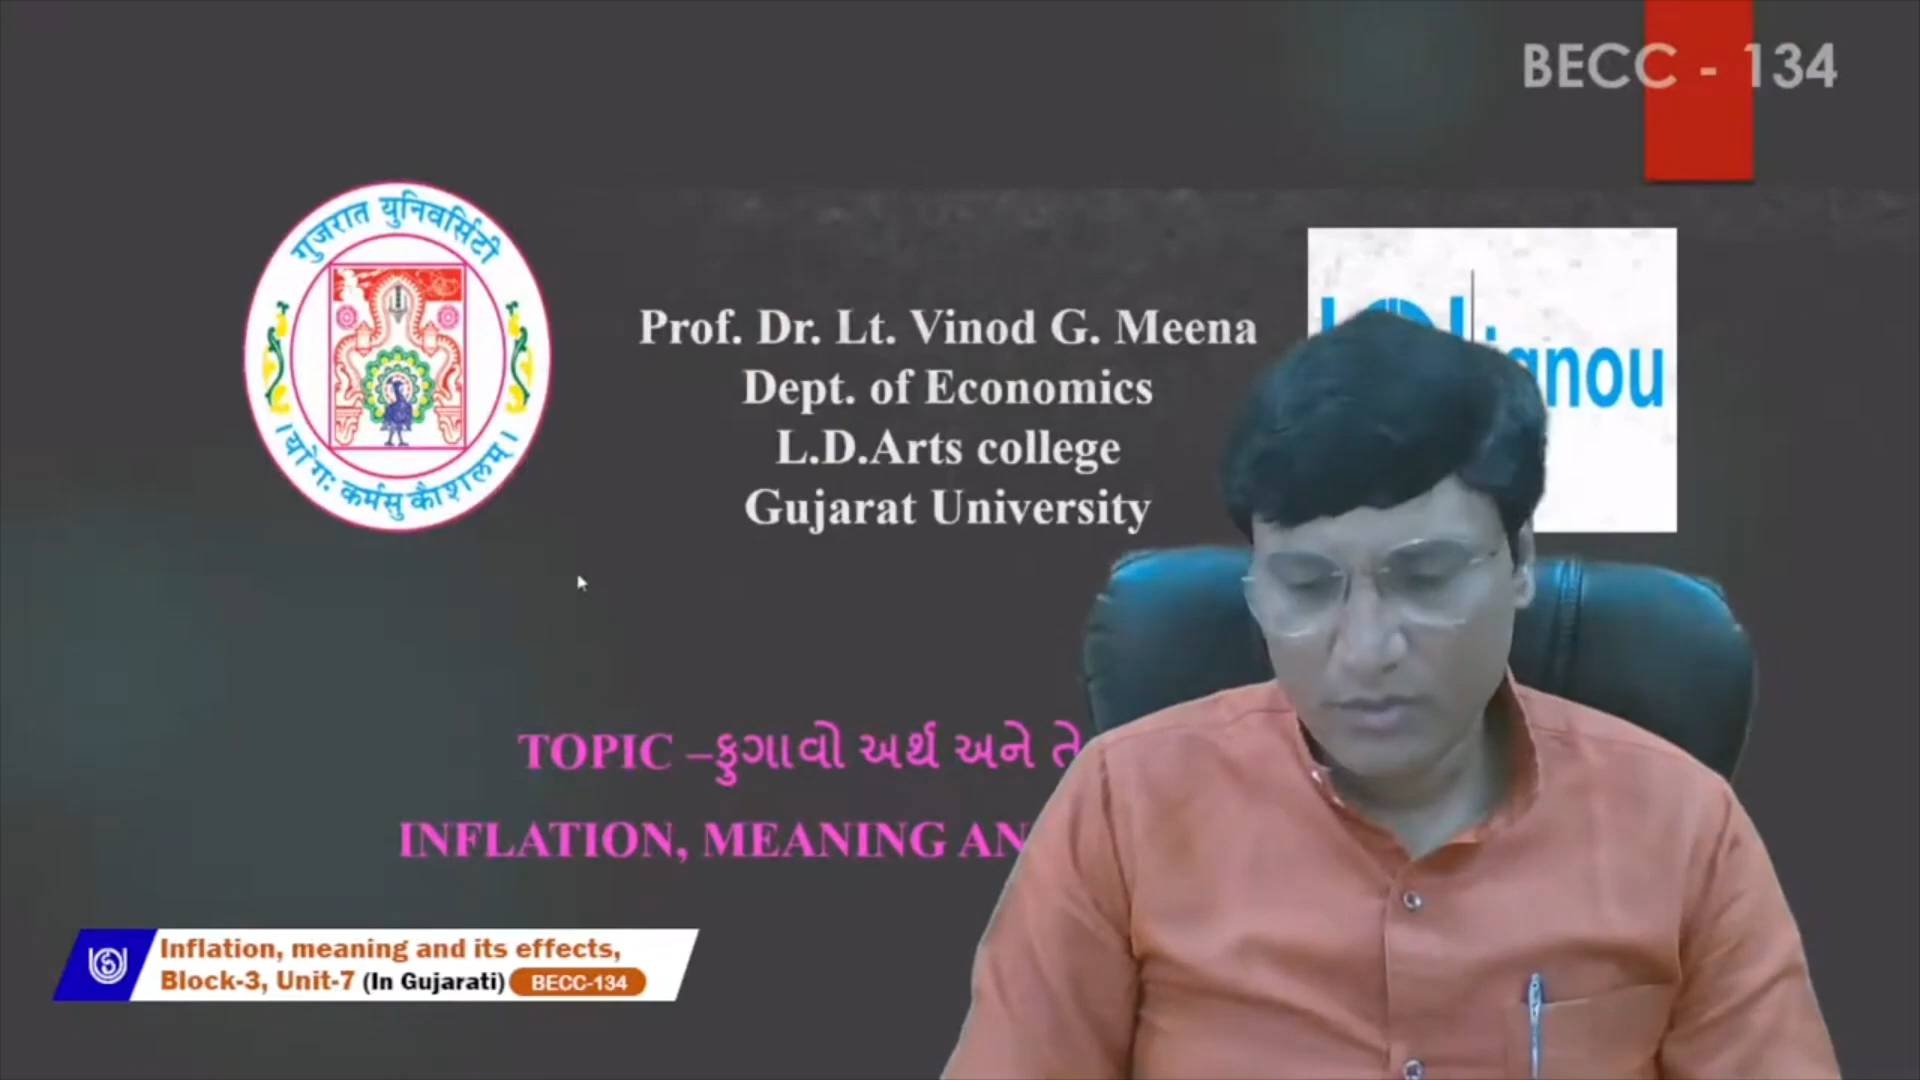 BECC - 134
गुजरात युनिवर्सिटी
। योगः कर्मसु कौशलम् ।
Prof. Dr. Lt. Vinod G. Meena
Dept. of Economics
L.D.Arts college
Gujarat University
ignou
TOPIC –ફુગાવો અર્થ અને તે
INFLATION, MEANING AN
Inflation, meaning and its effects,
Block-3, Unit-7 (In Gujarati) BECC-134